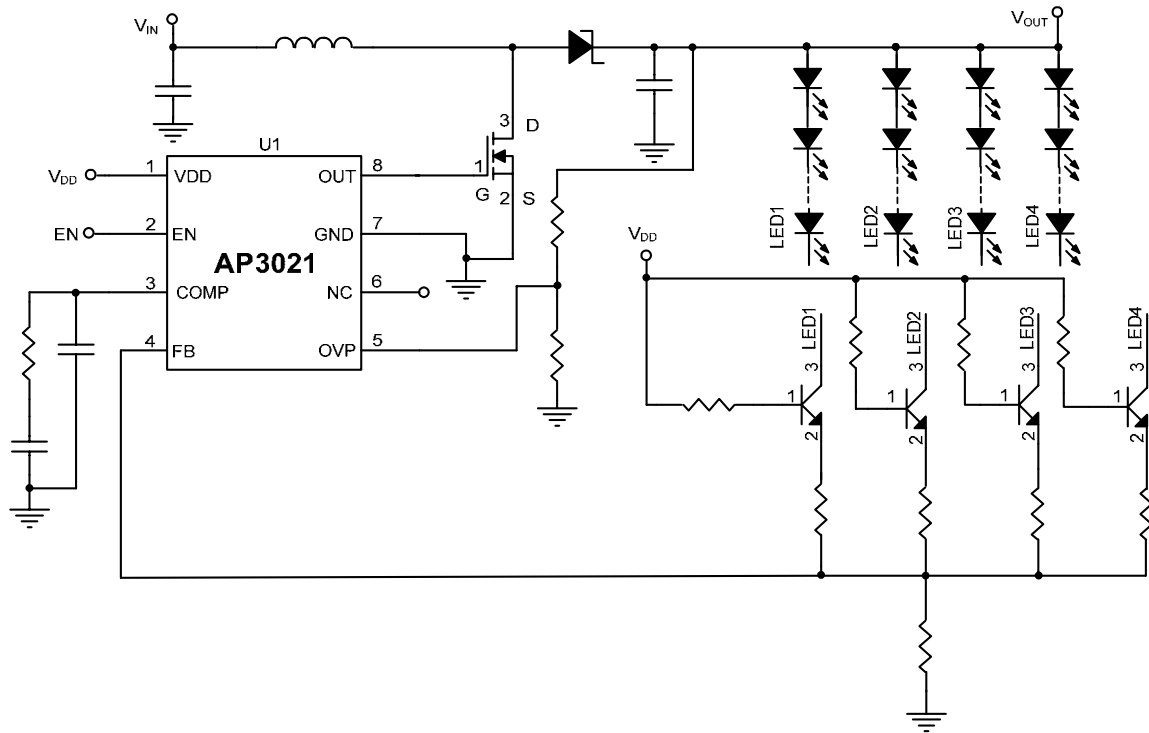 VIN
VOUT
U1
3 D
1
G 2 S
VDD 1 VDD OUT 8
EN 2 EN GND 7
AP3021
3 COMP NC 6
4 FB OVP 5
LED1
LED2
LED3
LED4
VDD
LED1
LED2
LED3
LED4
3
3
3
3
1
1
1
1
2
2
2
2